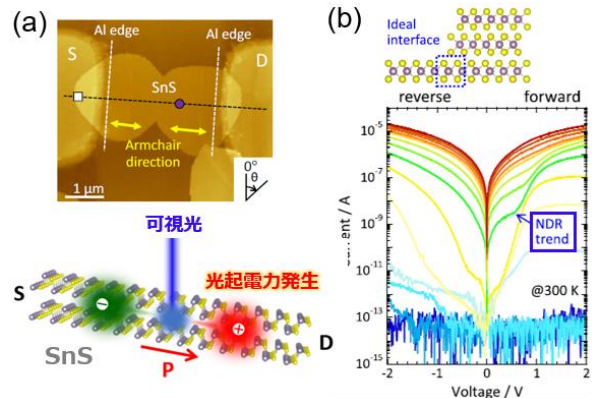 (a)
Al edge
Al edge
S
D
SnS
Armchair
direction
0°
θ
1 μm
可視光
光起電力発生
S
SnS
P
D
(b)
Ideal
interface
reverse
forward
10⁻⁵
10⁻⁷
10⁻⁹
10⁻¹¹
10⁻¹³
10⁻¹⁵
NDR
trend
@300 K
-2
-1
0
1
2
Voltage / V